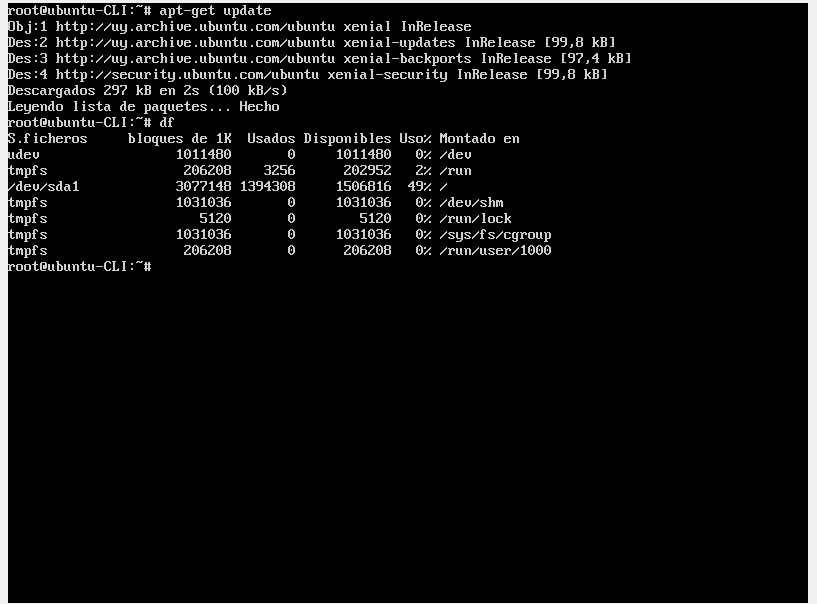 root@ubuntu-CLI:~# apt-get update
Obj:1 http://uy.archive.ubuntu.com/ubuntu xenial InRelease
Des:2 http://uy.archive.ubuntu.com/ubuntu xenial-updates InRelease [99,8 kB]
Des:3 http://uy.archive.ubuntu.com/ubuntu xenial-backports InRelease [97,4 kB]
Des:4 http://security.ubuntu.com/ubuntu xenial-security InRelease [99,8 kB]
Descargados 297 kB en 2s (100 kB/s)
Leyendo lista de paquetes... Hecho
root@ubuntu-CLI:~# df
S.ficheros     bloques de 1K  Usados Disponibles Uso% Montado en
udev                 1011480       0     1011480   0% /dev
tmpfs                 206208    3256      202952   2% /run
/dev/sda1            3077148 1394308     1506816  49% /
tmpfs                1031036       0     1031036   0% /dev/shm
tmpfs                   5120       0        5120   0% /run/lock
tmpfs                1031036       0     1031036   0% /sys/fs/cgroup
tmpfs                 206208       0      206208   0% /run/user/1000
root@ubuntu-CLI:~#